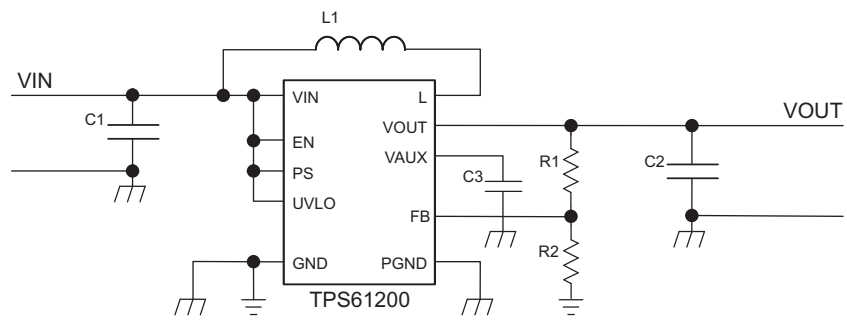 L1
VIN
C1
VIN
EN
PS
UVLO
GND
L
VOUT
VAUX
FB
PGND
TPS61200
C3
R1
R2
C2
VOUT